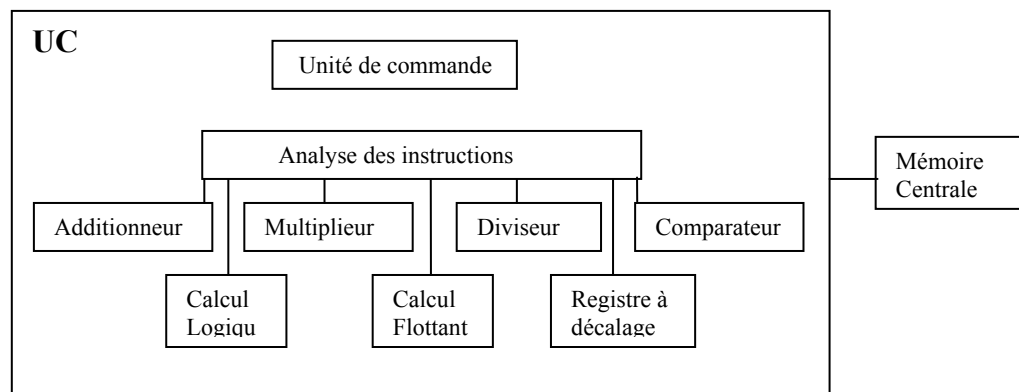 UC
Unité de commande
Analyse des instructions
Mémoire
Centrale
Additionneur
Multiplieur
Diviseur
Comparateur
Calcul
Logiqu
Calcul
Flottant
Registre à
décalage